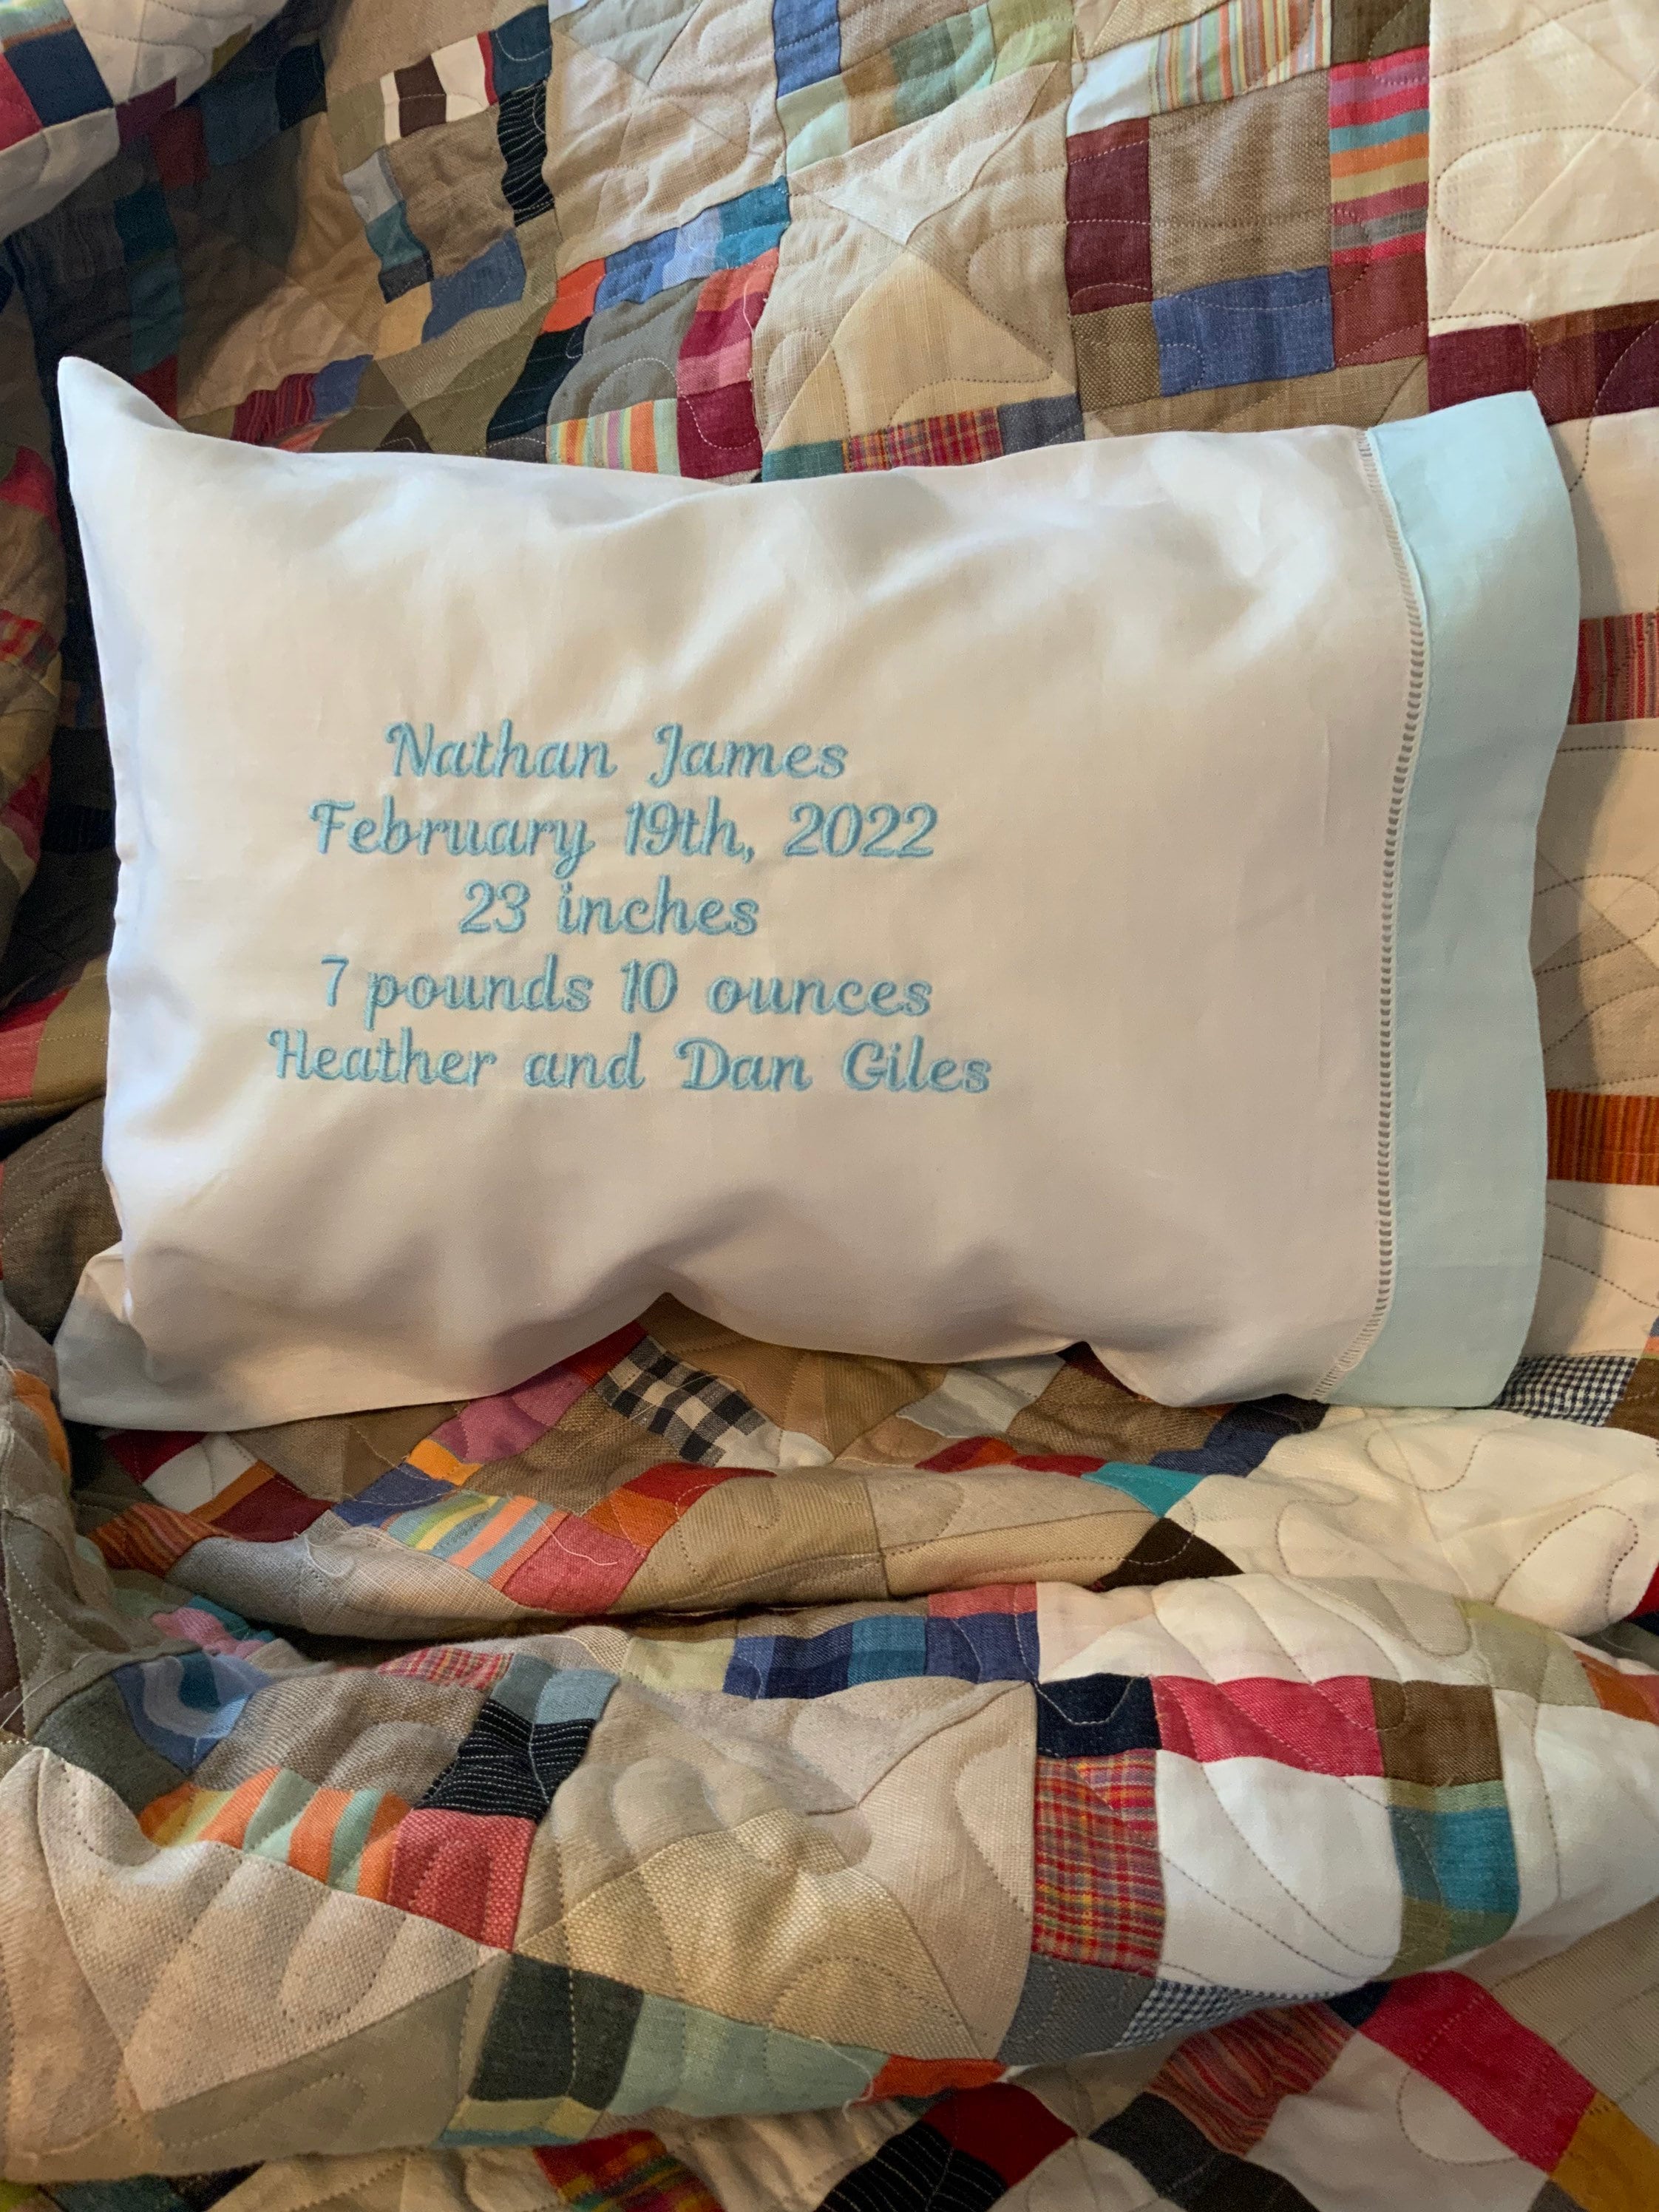 Nathan James
February 19th, 2022
23 inches
7 pounds 10 ounces
Heather and Dan Giles